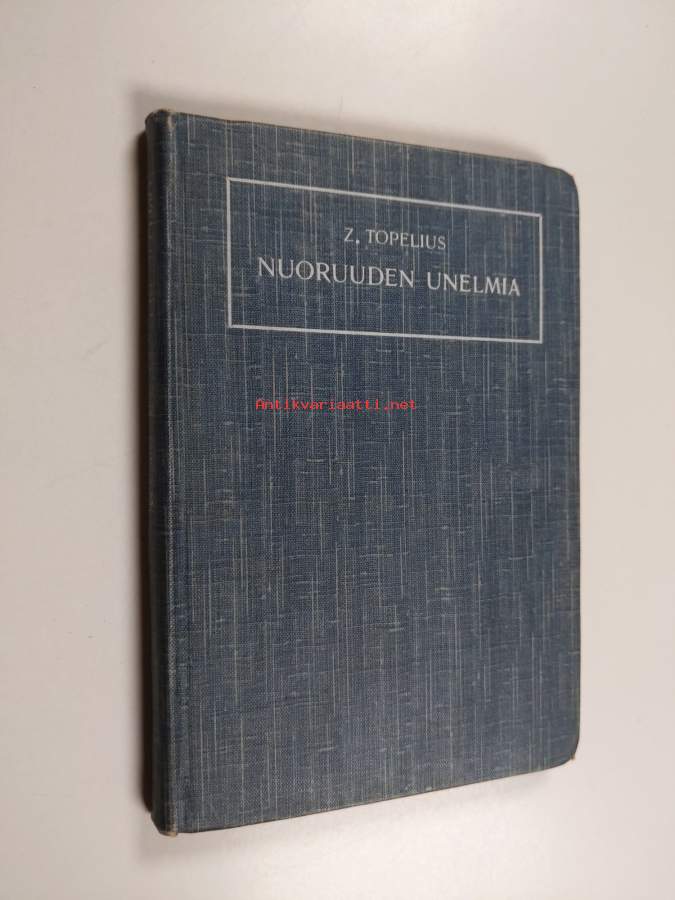 Z. TOPELIUS
NUORUUDEN UNELMIA
Antikvariaatti.net